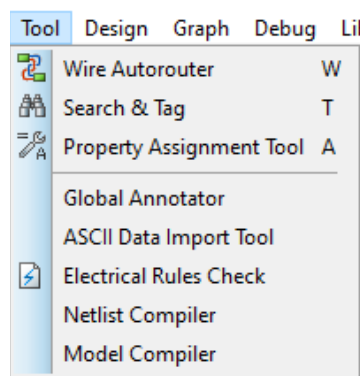 Tool Design Graph Debug
Wire Autorouter W
Search & Tag T
Property Assignment Tool A
Global Annotator
ASCII Data Import Tool
Electrical Rules Check
Netlist Compiler
Model Compiler